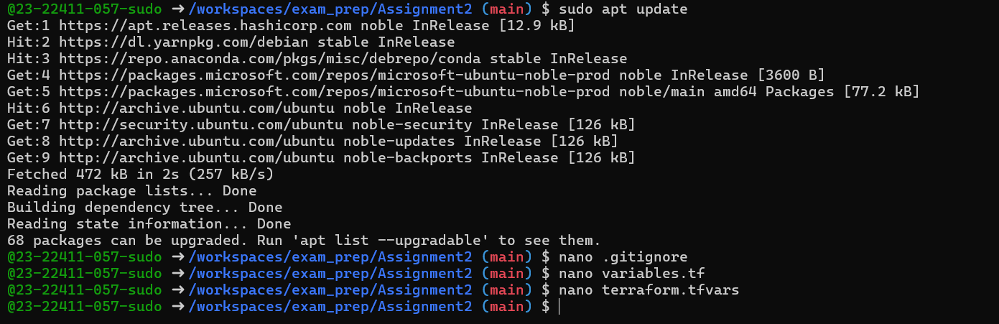 @23-22411-057-sudo ➜ /workspaces/exam_prep/Assignment2 (main) $ sudo apt update
Get:1 https://apt.releases.hashicorp.com noble InRelease [12.9 kB]
Hit:2 https://dl.yarnpkg.com/debian stable InRelease
Hit:3 https://repo.anaconda.com/pkgs/misc/debrepo/conda stable InRelease
Get:4 https://packages.microsoft.com/repos/microsoft-ubuntu-noble-prod noble InRelease [3600 B]
Get:5 https://packages.microsoft.com/repos/microsoft-ubuntu-noble-prod noble/main amd64 Packages [77.2 kB]
Hit:6 http://archive.ubuntu.com/ubuntu noble InRelease
Get:7 http://security.ubuntu.com/ubuntu noble-security InRelease [126 kB]
Get:8 http://archive.ubuntu.com/ubuntu noble-updates InRelease [126 kB]
Get:9 http://archive.ubuntu.com/ubuntu noble-backports InRelease [126 kB]
Fetched 472 kB in 2s (257 kB/s)
Reading package lists... Done
Building dependency tree... Done
Reading state information... Done
68 packages can be upgraded. Run 'apt list --upgradable' to see them.
@23-22411-057-sudo ➜ /workspaces/exam_prep/Assignment2 (main) $ nano .gitignore
@23-22411-057-sudo ➜ /workspaces/exam_prep/Assignment2 (main) $ nano variables.tf
@23-22411-057-sudo ➜ /workspaces/exam_prep/Assignment2 (main) $ nano terraform.tfvars
@23-22411-057-sudo ➜ /workspaces/exam_prep/Assignment2 (main) $